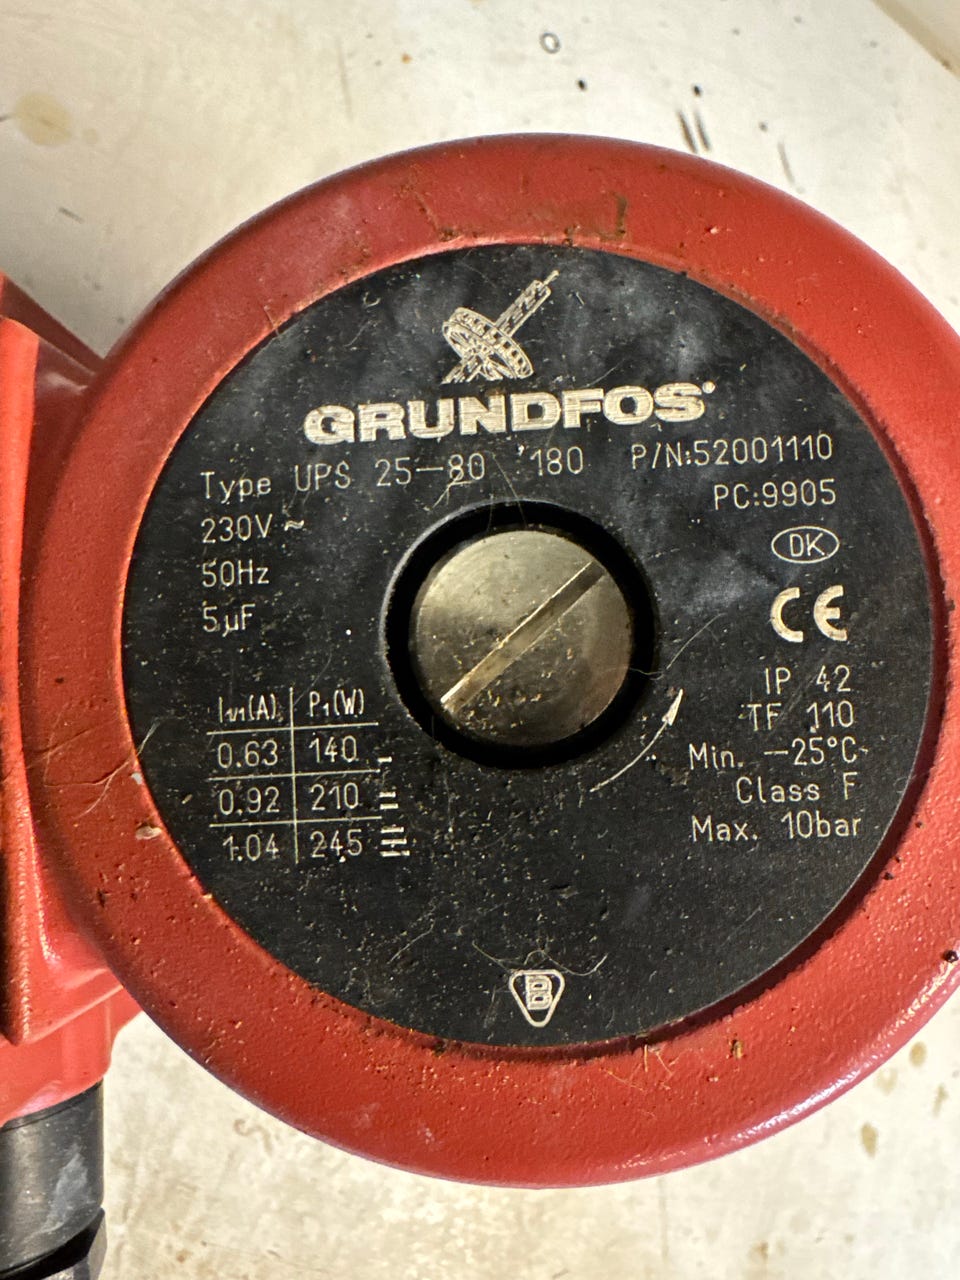 GRUNDFOS®
Type UPS 25-80 180 P/N:52001110
PC:9905
230V ~
50Hz
5µF
DK
CE
I1/1(A) P1(W)
0.63 140
0.92 210
1.04 245
IP 42
TF 110
Min. -25°C
Class F
Max. 10bar
B